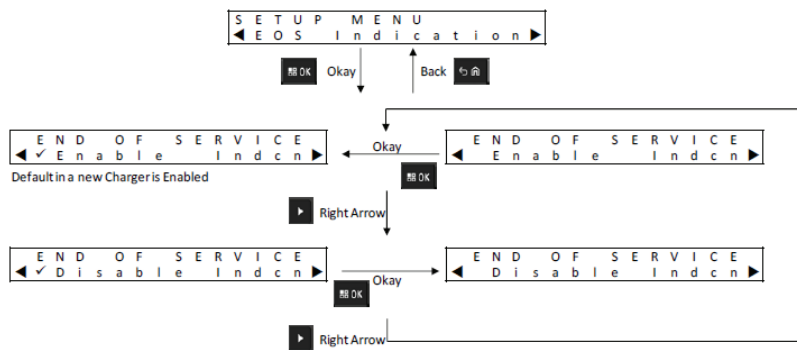 SETUP MENU
◀EOS Indication▶
OK Okay Back
Okay
END OF SERVICE
◀✓Enable Indcn▶
END OF SERVICE
◀ Enable Indcn▶
Default in a new Charger is Enabled
OK
Right Arrow
END OF SERVICE
◀✓Disable Indcn▶
END OF SERVICE
◀ Disable Indcn▶
Okay
OK
Right Arrow